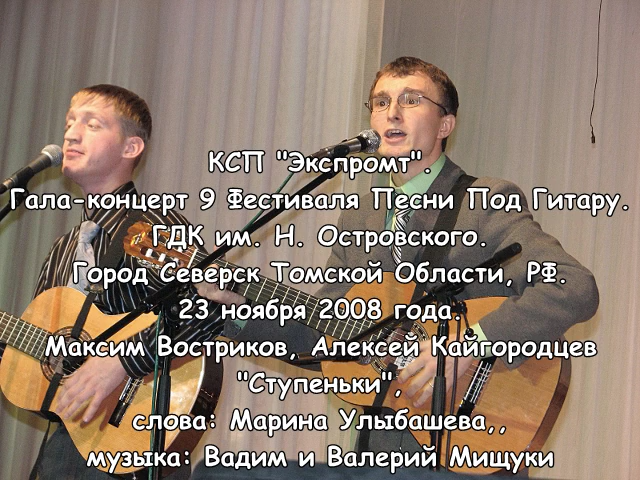 КСП "Экспромт".
Гала-концерт 9 Фестиваля Песни Под Гитару.
ГДК им. Н. Островского.
Город Северск Томской Области, РФ.
23 ноября 2008 года.
Максим Востриков, Алексей Кайгородцев
"Ступеньки",
слова: Марина Улыбашева,,
музыка: Вадим и Валерий Мищуки